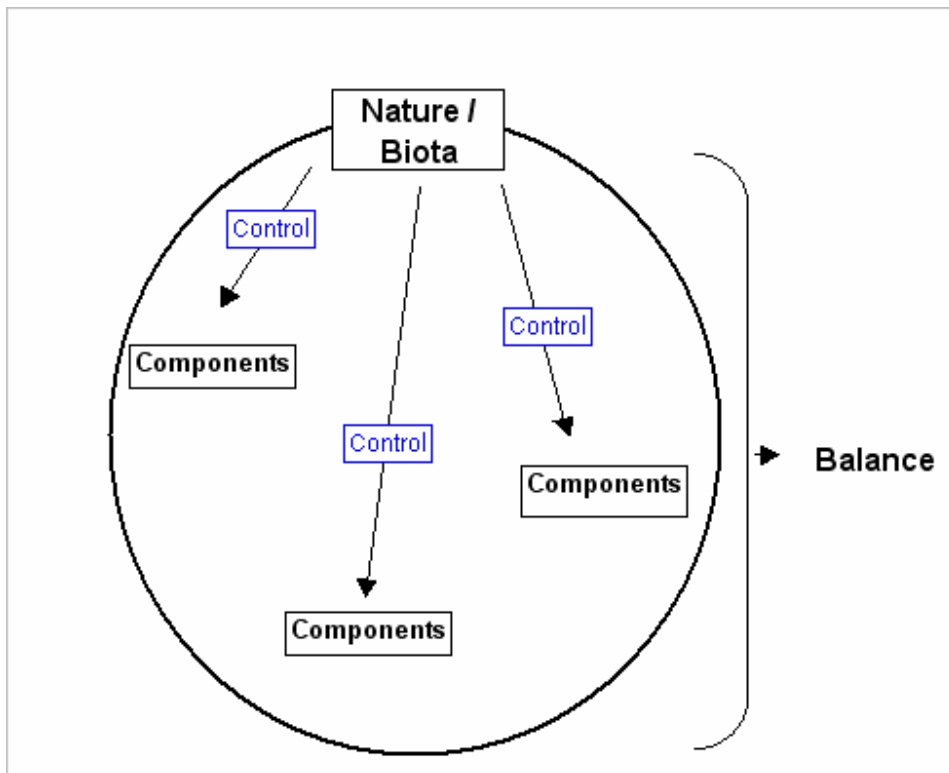 Nature /
Biota
Control
Components
Control
Control
Components
Balance
Components